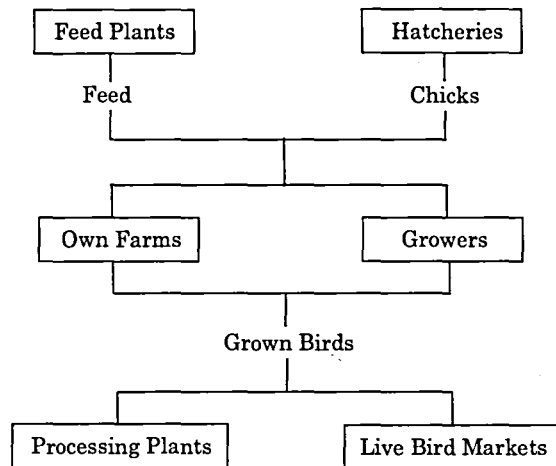 Feed Plants
Hatcheries
Feed
Chicks
Own Farms
Growers
Grown Birds
Processing Plants
Live Bird Markets